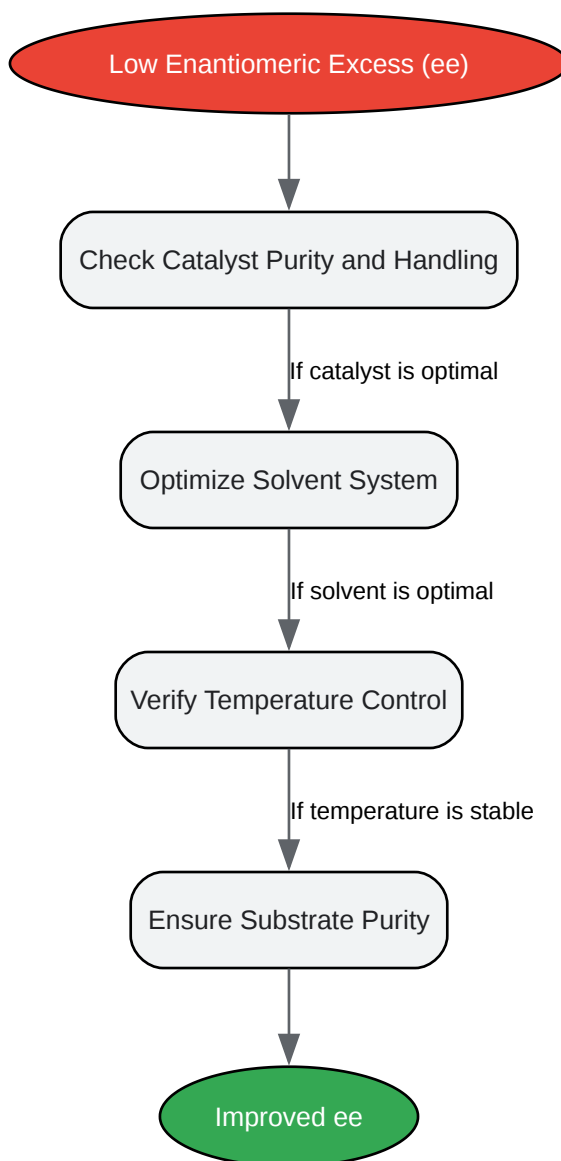 Low Enantiomeric Excess (ee)
Check Catalyst Purity and Handling
If catalyst is optimal
Optimize Solvent System
If solvent is optimal
Verify Temperature Control
If temperature is stable
Ensure Substrate Purity
Improved ee